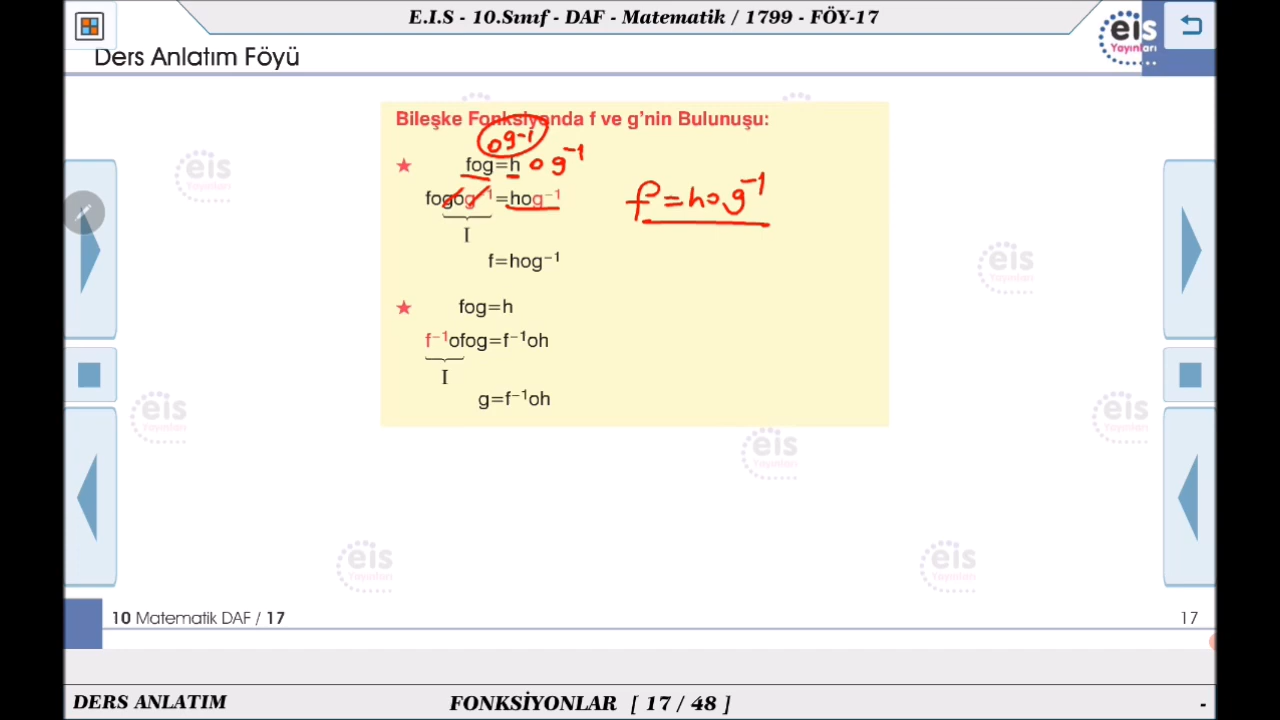 E.I.S - 10.Sınıf - DAF - Matematik / 1799 - FÖY-17
eis
Yayınları
Ders Anlatım Föyü
Bileşke Fonksiyonda f ve g'nin Bulunuşu:
og-1
★ fog=h o g⁻¹
fogog⁻¹=hog⁻¹ f=hog⁻¹
I
f=hog⁻¹
★ fog=h
f⁻¹ofog=f⁻¹oh
I
g=f⁻¹oh
10 Matematik DAF / 17
17
DERS ANLATIM FONKSİYONLAR [ 17 / 48 ] -